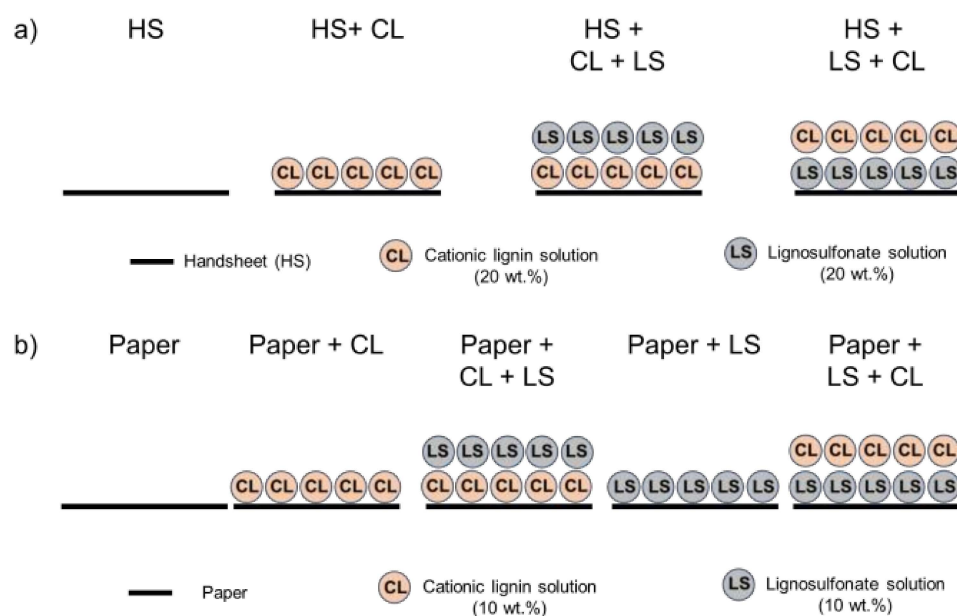 a) HS HS+ CL HS + HS +
CL + LS LS + CL
LS LS LS LS LS CL CL CL CL CL
CL CL CL CL CL CL CL CL CL CL LS LS LS LS LS
Handsheet (HS) CL Cationic lignin solution LS Lignosulfonate solution
(20 wt.%) (20 wt.%)
b) Paper Paper + CL Paper + Paper + LS Paper +
CL + LS LS + CL
LS LS LS LS LS CL CL CL CL CL
CL CL CL CL CL CL CL CL CL CL LS LS LS LS LS LS LS LS LS LS
Paper CL Cationic lignin solution LS Lignosulfonate solution
(10 wt.%) (10 wt.%)